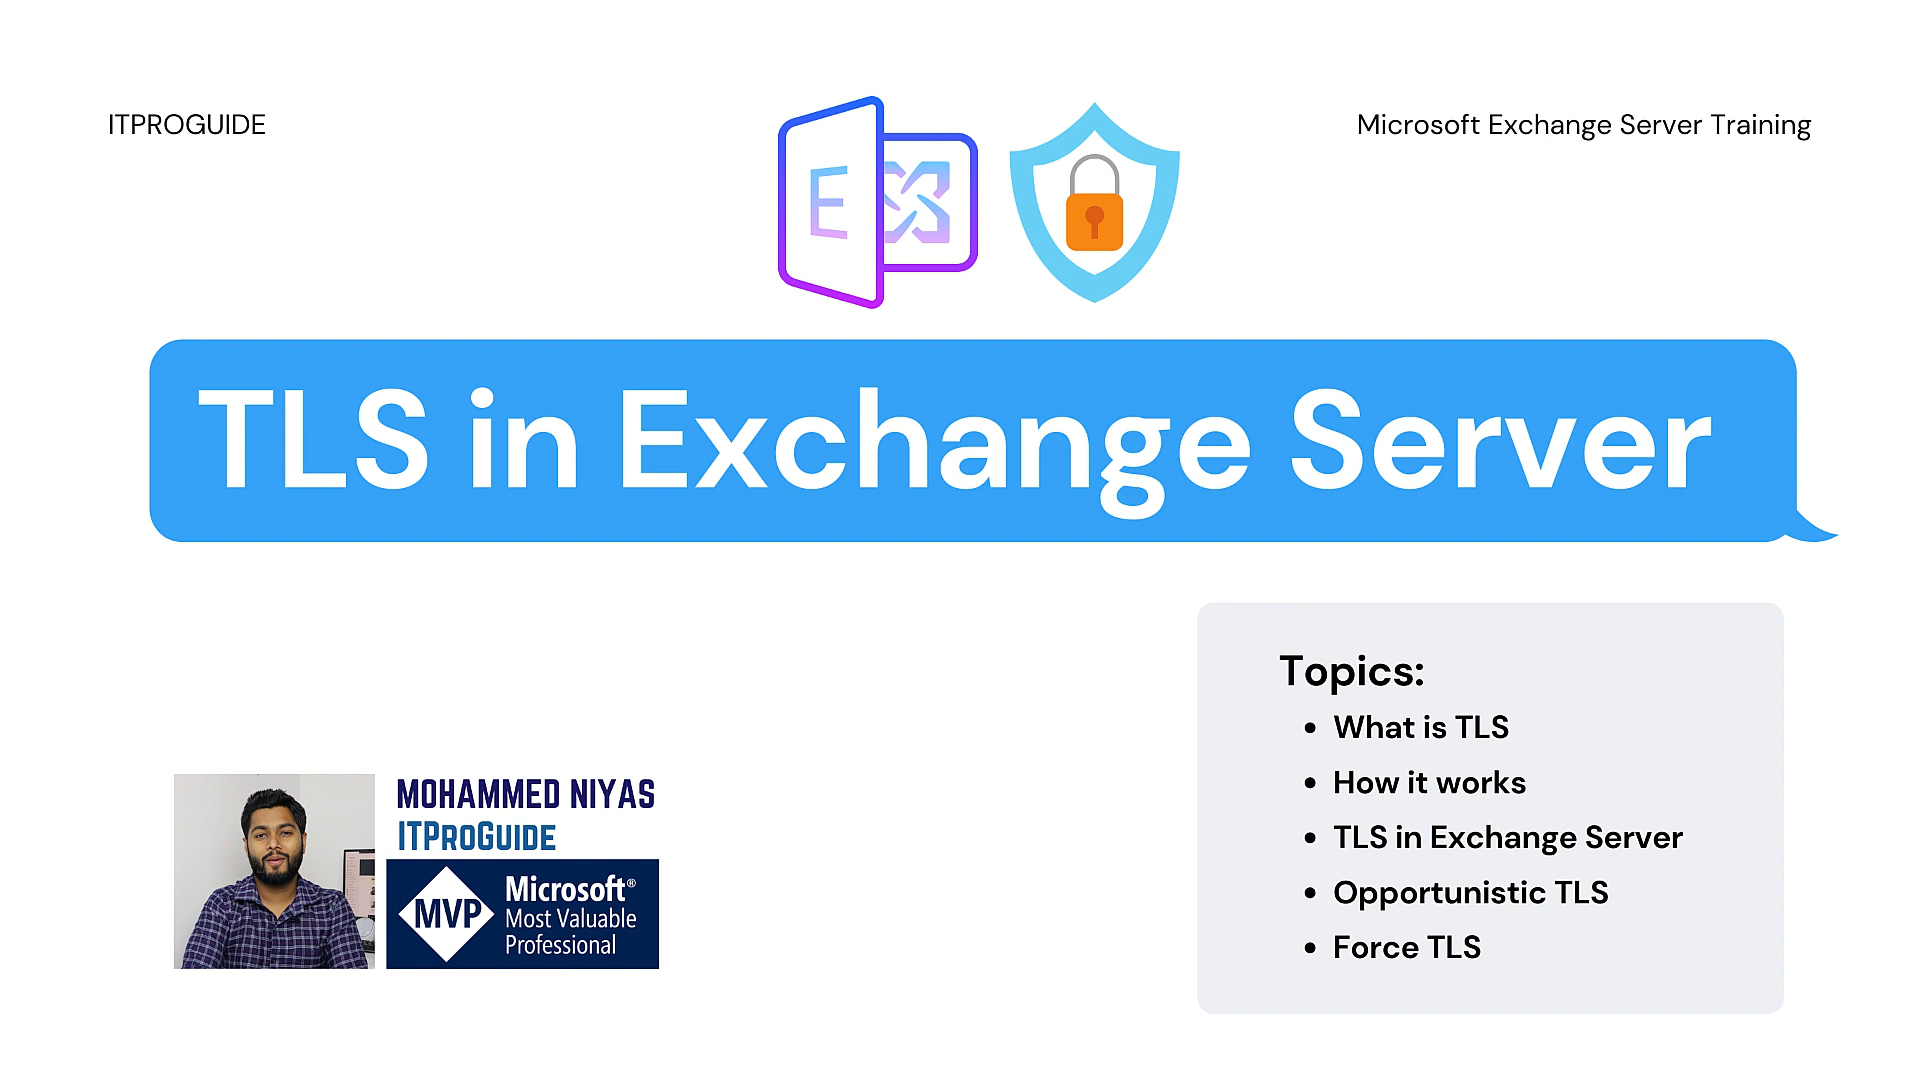 ITPROGUIDE
Microsoft Exchange Server Training
E
TLS in Exchange Server
Topics:
• What is TLS
• How it works
• TLS in Exchange Server
• Opportunistic TLS
• Force TLS
MOHAMMED NIYAS
ITPROGUIDE
MVP
Microsoft®
Most Valuable
Professional